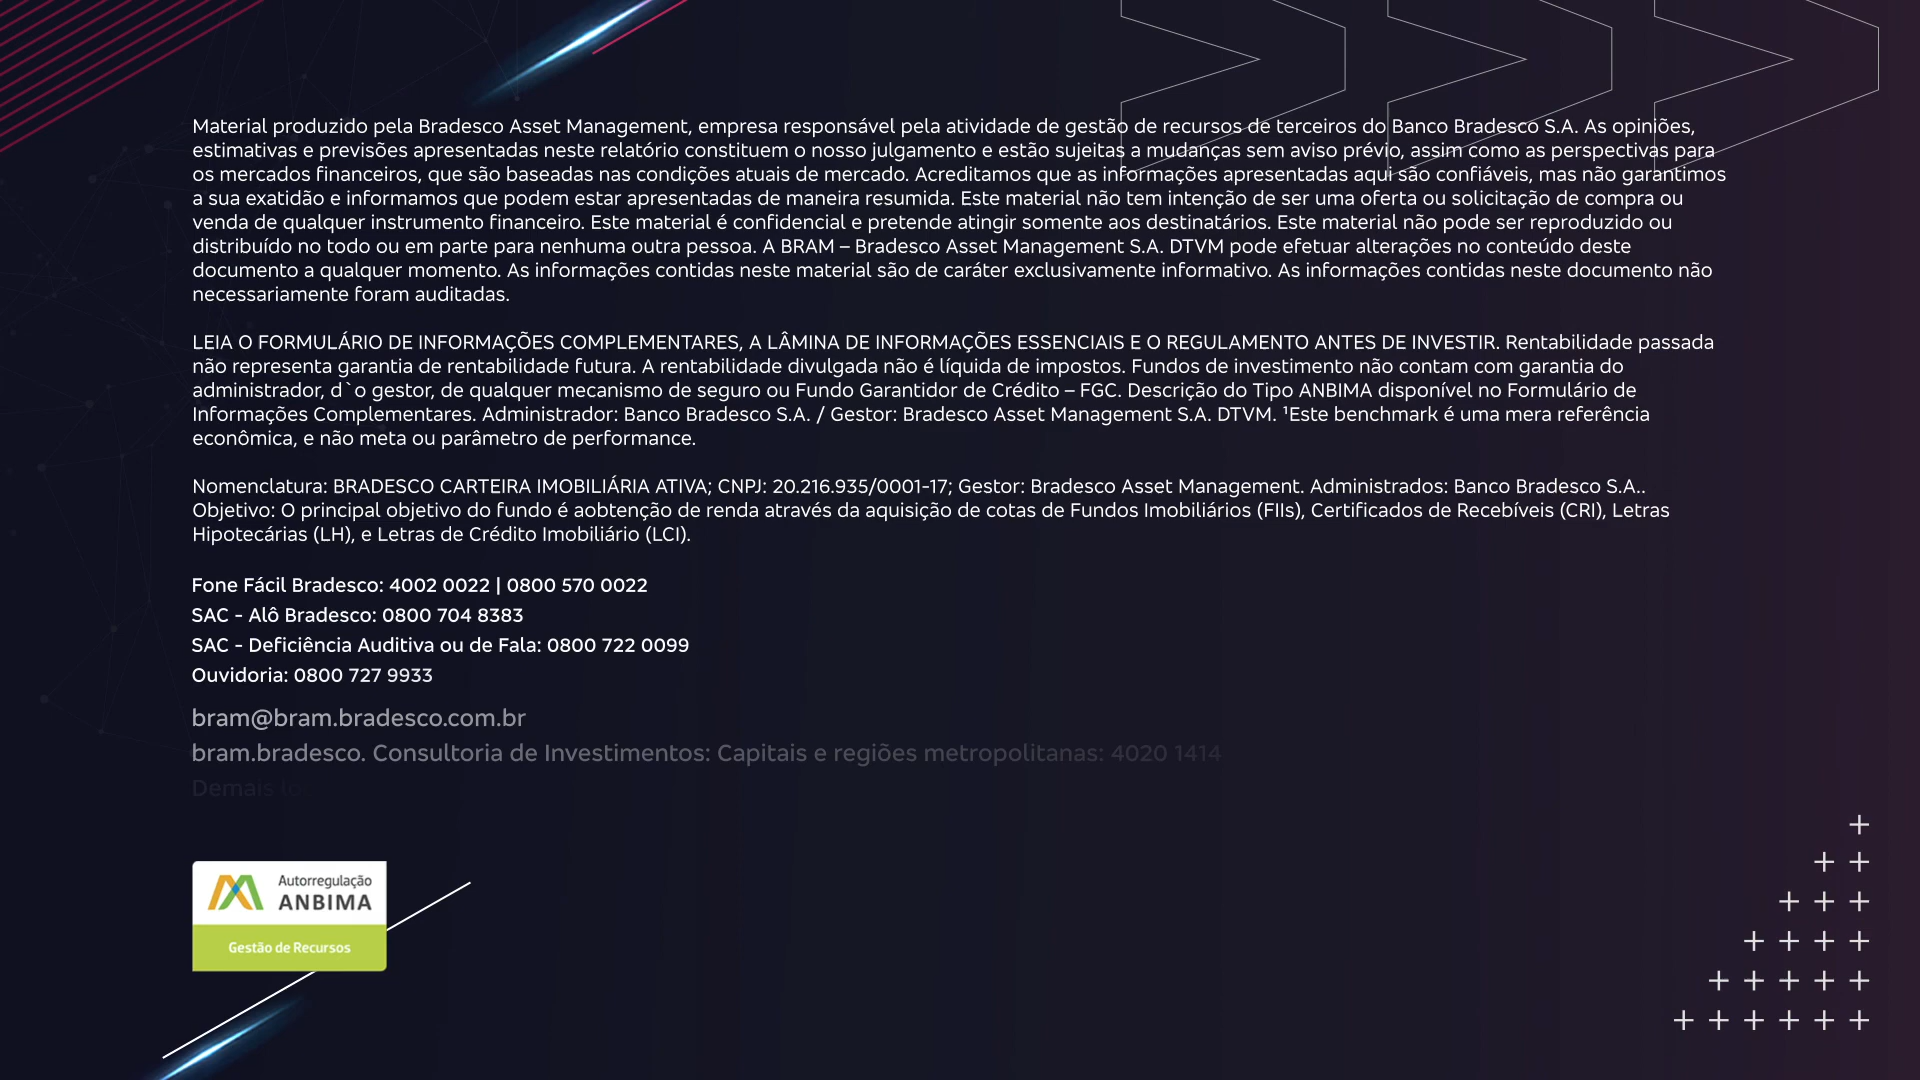 Material produzido pela Bradesco Asset Management, empresa responsável pela atividade de gestão de recursos de terceiros do Banco Bradesco S.A. As opiniões,
estimativas e previsões apresentadas neste relatório constituem o nosso julgamento e estão sujeitas a mudanças sem aviso prévio, assim como as perspectivas para
os mercados financeiros, que são baseadas nas condições atuais de mercado. Acreditamos que as informações apresentadas aqui são confiáveis, mas não garantimos
a sua exatidão e informamos que podem estar apresentadas de maneira resumida. Este material não tem intenção de ser uma oferta ou solicitação de compra ou
venda de qualquer instrumento financeiro. Este material é confidencial e pretende atingir somente aos destinatários. Este material não pode ser reproduzido ou
distribuído no todo ou em parte para nenhuma outra pessoa. A BRAM – Bradesco Asset Management S.A. DTVM pode efetuar alterações no conteúdo deste
documento a qualquer momento. As informações contidas neste material são de caráter exclusivamente informativo. As informações contidas neste documento não
necessariamente foram auditadas.
LEIA O FORMULÁRIO DE INFORMAÇÕES COMPLEMENTARES, A LÂMINA DE INFORMAÇÕES ESSENCIAIS E O REGULAMENTO ANTES DE INVESTIR. Rentabilidade passada
não representa garantia de rentabilidade futura. A rentabilidade divulgada não é líquida de impostos. Fundos de investimento não contam com garantia do
administrador, d`o gestor, de qualquer mecanismo de seguro ou Fundo Garantidor de Crédito – FGC. Descrição do Tipo ANBIMA disponível no Formulário de
Informações Complementares. Administrador: Banco Bradesco S.A. / Gestor: Bradesco Asset Management S.A. DTVM. ¹Este benchmark é uma mera referência
econômica, e não meta ou parâmetro de performance.
Nomenclatura: BRADESCO CARTEIRA IMOBILIÁRIA ATIVA; CNPJ: 20.216.935/0001-17; Gestor: Bradesco Asset Management. Administrados: Banco Bradesco S.A..
Objetivo: O principal objetivo do fundo é aobtenção de renda através da aquisição de cotas de Fundos Imobiliários (FIIs), Certificados de Recebíveis (CRI), Letras
Hipotecárias (LH), e Letras de Crédito Imobiliário (LCI).
Fone Fácil Bradesco: 4002 0022 | 0800 570 0022
SAC - Alô Bradesco: 0800 704 8383
SAC - Deficiência Auditiva ou de Fala: 0800 722 0099
Ouvidoria: 0800 727 9933
bram@bram.bradesco.com.br
bram.bradesco. Consultoria de Investimentos: Capitais e regiões metropolitanas: 4020 1414
Demais
Autorregulação
ANBIMA
Gestão de Recursos